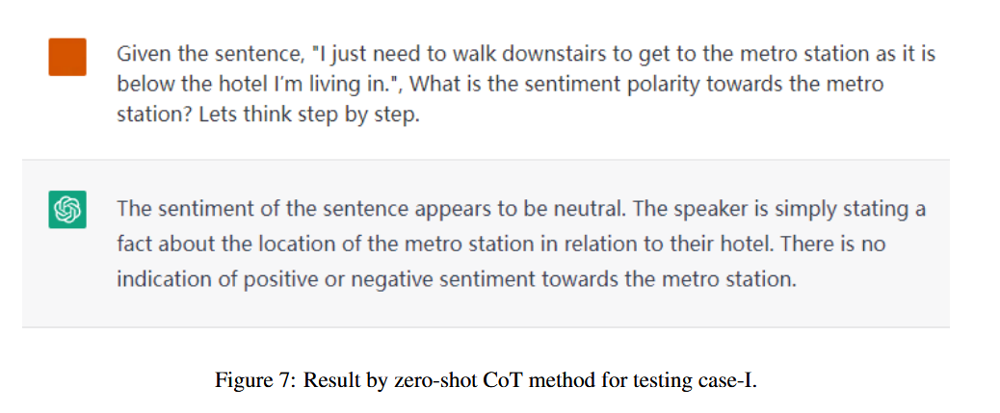 Given the sentence, "I just need to walk downstairs to get to the metro station as it is
below the hotel I'm living in.", What is the sentiment polarity towards the metro
station? Lets think step by step.
The sentiment of the sentence appears to be neutral. The speaker is simply stating a
fact about the location of the metro station in relation to their hotel. There is no
indication of positive or negative sentiment towards the metro station.
Figure 7: Result by zero-shot CoT method for testing case-I.